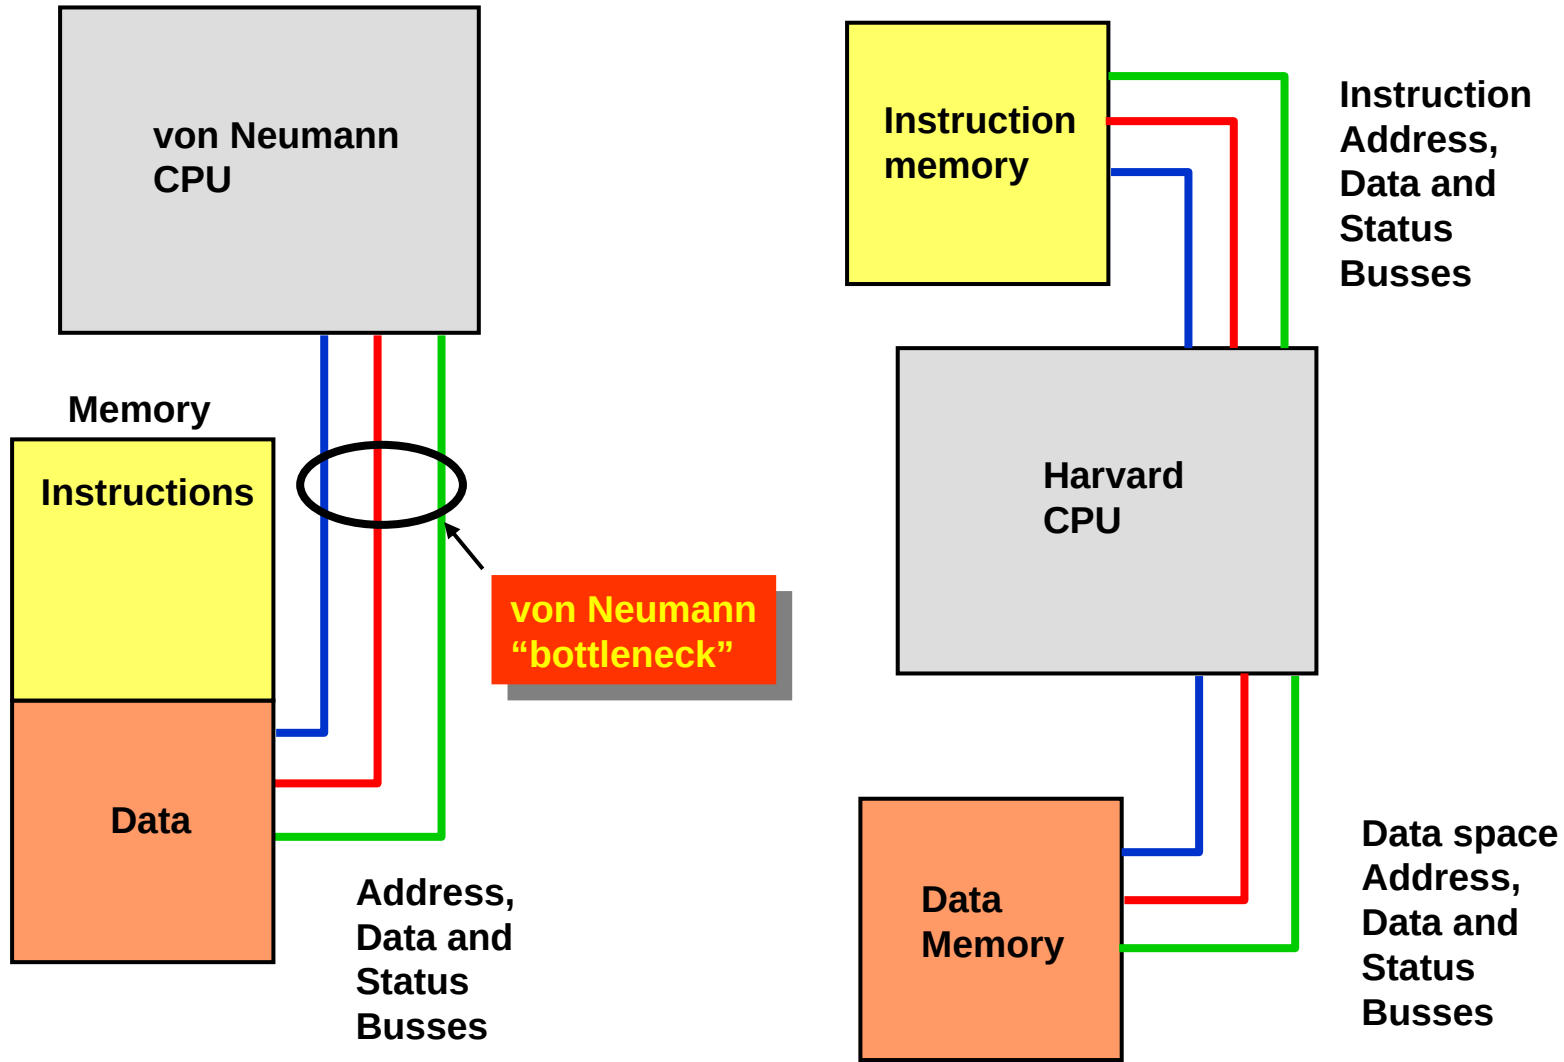 von Neumann
CPU
Memory
Instructions
von Neumann
“bottleneck”
Data
Address,
Data and
Status
Busses
Instruction
memory
Instruction
Address,
Data and
Status
Busses
Harvard
CPU
Data
Memory
Data space
Address,
Data and
Status
Busses